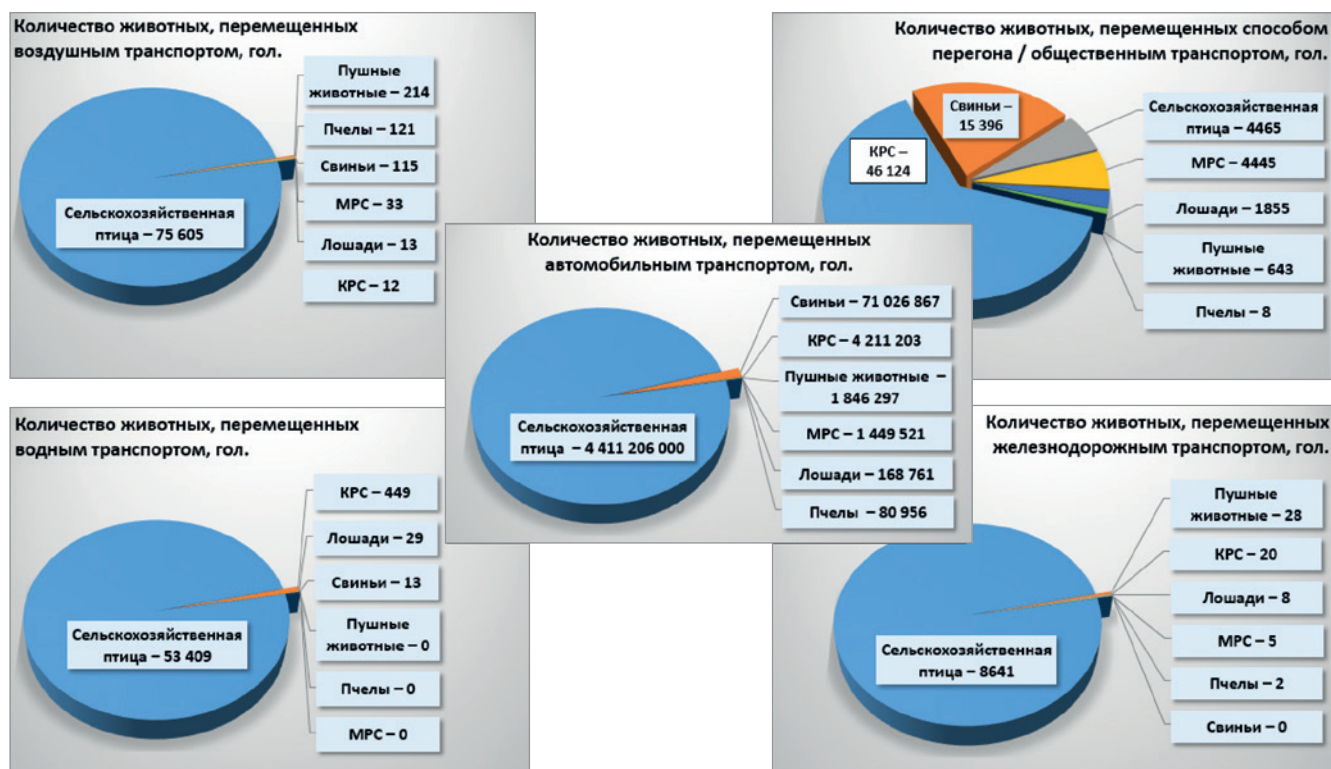 Количество животных, перемещенных
воздушным транспортом, гол.
Пушные
животные – 214
Пчелы – 121
Свиньи – 115
МРС – 33
Лошади – 13
КРС – 12
Сельскохозяйственная
птица – 75 605
Количество животных, перемещенных способом
перегона / общественным транспортом, гол.
Свиньи –
15 396
КРС –
46 124
Сельскохозяйственная
птица – 4465
МРС – 4445
Лошади – 1855
Пушные
животные – 643
Пчелы – 8
Количество животных, перемещенных
автомобильным транспортом, гол.
Свиньи – 71 026 867
КРС – 4 211 203
Пушные животные –
1 846 297
МРС – 1 449 521
Лошади – 168 761
Пчелы – 80 956
Сельскохозяйственная
птица – 4 411 206 000
Количество животных, перемещенных
водным транспортом, гол.
КРС – 449
Лошади – 29
Свиньи – 13
Пушные
животные – 0
Пчелы – 0
МРС – 0
Сельскохозяйственная
птица – 53 409
Количество животных, перемещенных
железнодорожным транспортом, гол.
Пушные
животные – 28
КРС – 20
Лошади – 8
МРС – 5
Пчелы – 2
Свиньи – 0
Сельскохозяйственная
птица – 8641